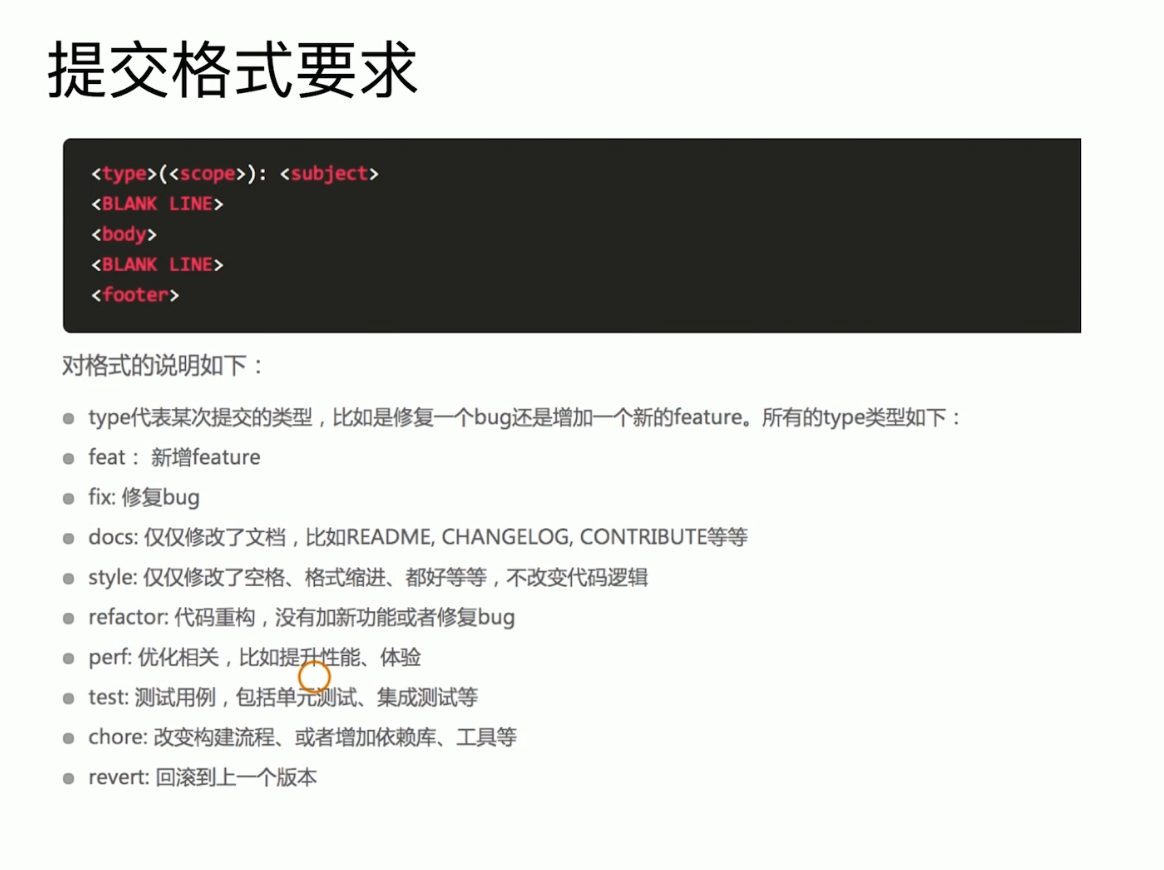 提交格式要求
<type>(<scope>): <subject>
<BLANK LINE>
<body>
<BLANK LINE>
<footer>
对格式的说明如下：
type代表某次提交的类型，比如是修复一个bug还是增加一个新的feature。所有的type类型如下：
feat： 新增feature
fix: 修复bug
docs: 仅仅修改了文档，比如README, CHANGELOG, CONTRIBUTE等等
style: 仅仅修改了空格、格式缩进、都好等等，不改变代码逻辑
refactor: 代码重构，没有加新功能或者修复bug
perf: 优化相关，比如提升性能、体验
test: 测试用例，包括单元测试、集成测试等
chore: 改变构建流程、或者增加依赖库、工具等
revert: 回滚到上一个版本